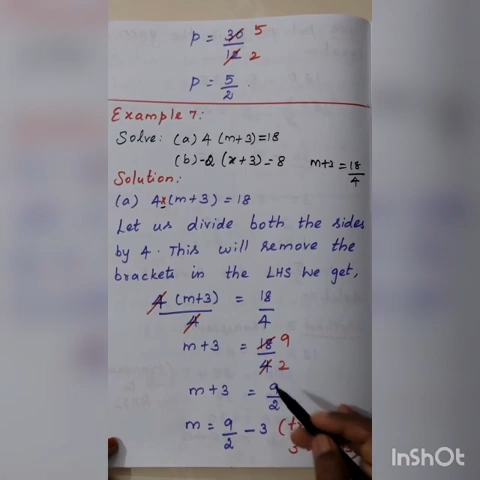 P = 30/12 5 2
P = 5/2 .
Example 7:
Solve: (a) 4 (m+3)=18
(b) -2 (x+3)=8 m+3 = 18/4
Solution:
(a) 4x(m+3) = 18
Let us divide both the sides
by 4. This will remove the
brackets in the LHS we get,
4 (m+3)/4 = 18/4
m+3 = 18/4 9 2
m+3 = 9/2
m = 9/2 - 3 (
3
InShOt